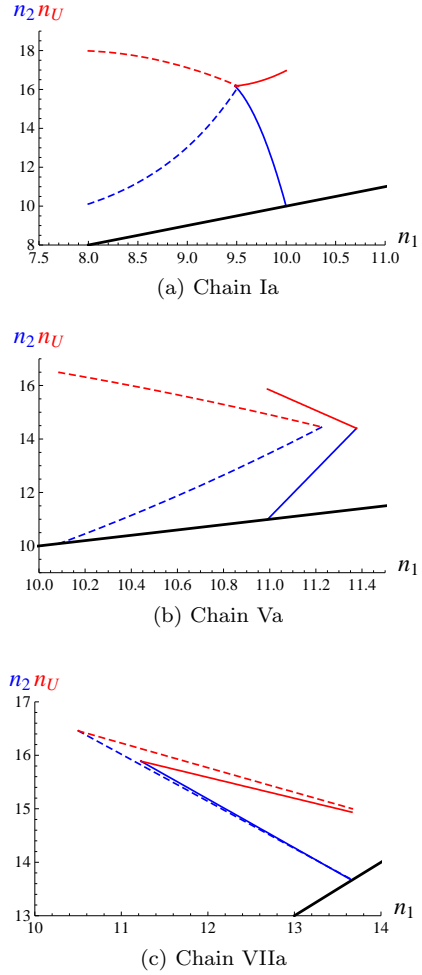 n2 nU
18
16
14
12
10
8
7.5 8.0 8.5 9.0 9.5 10.0 10.5 11.0
n1
(a) Chain Ia
n2 nU
16
14
12
10
10.0 10.2 10.4 10.6 10.8 11.0 11.2 11.4
n1
(b) Chain Va
n2 nU
17
16
15
14
13
10 11 12 13 14
n1
(c) Chain VIIa